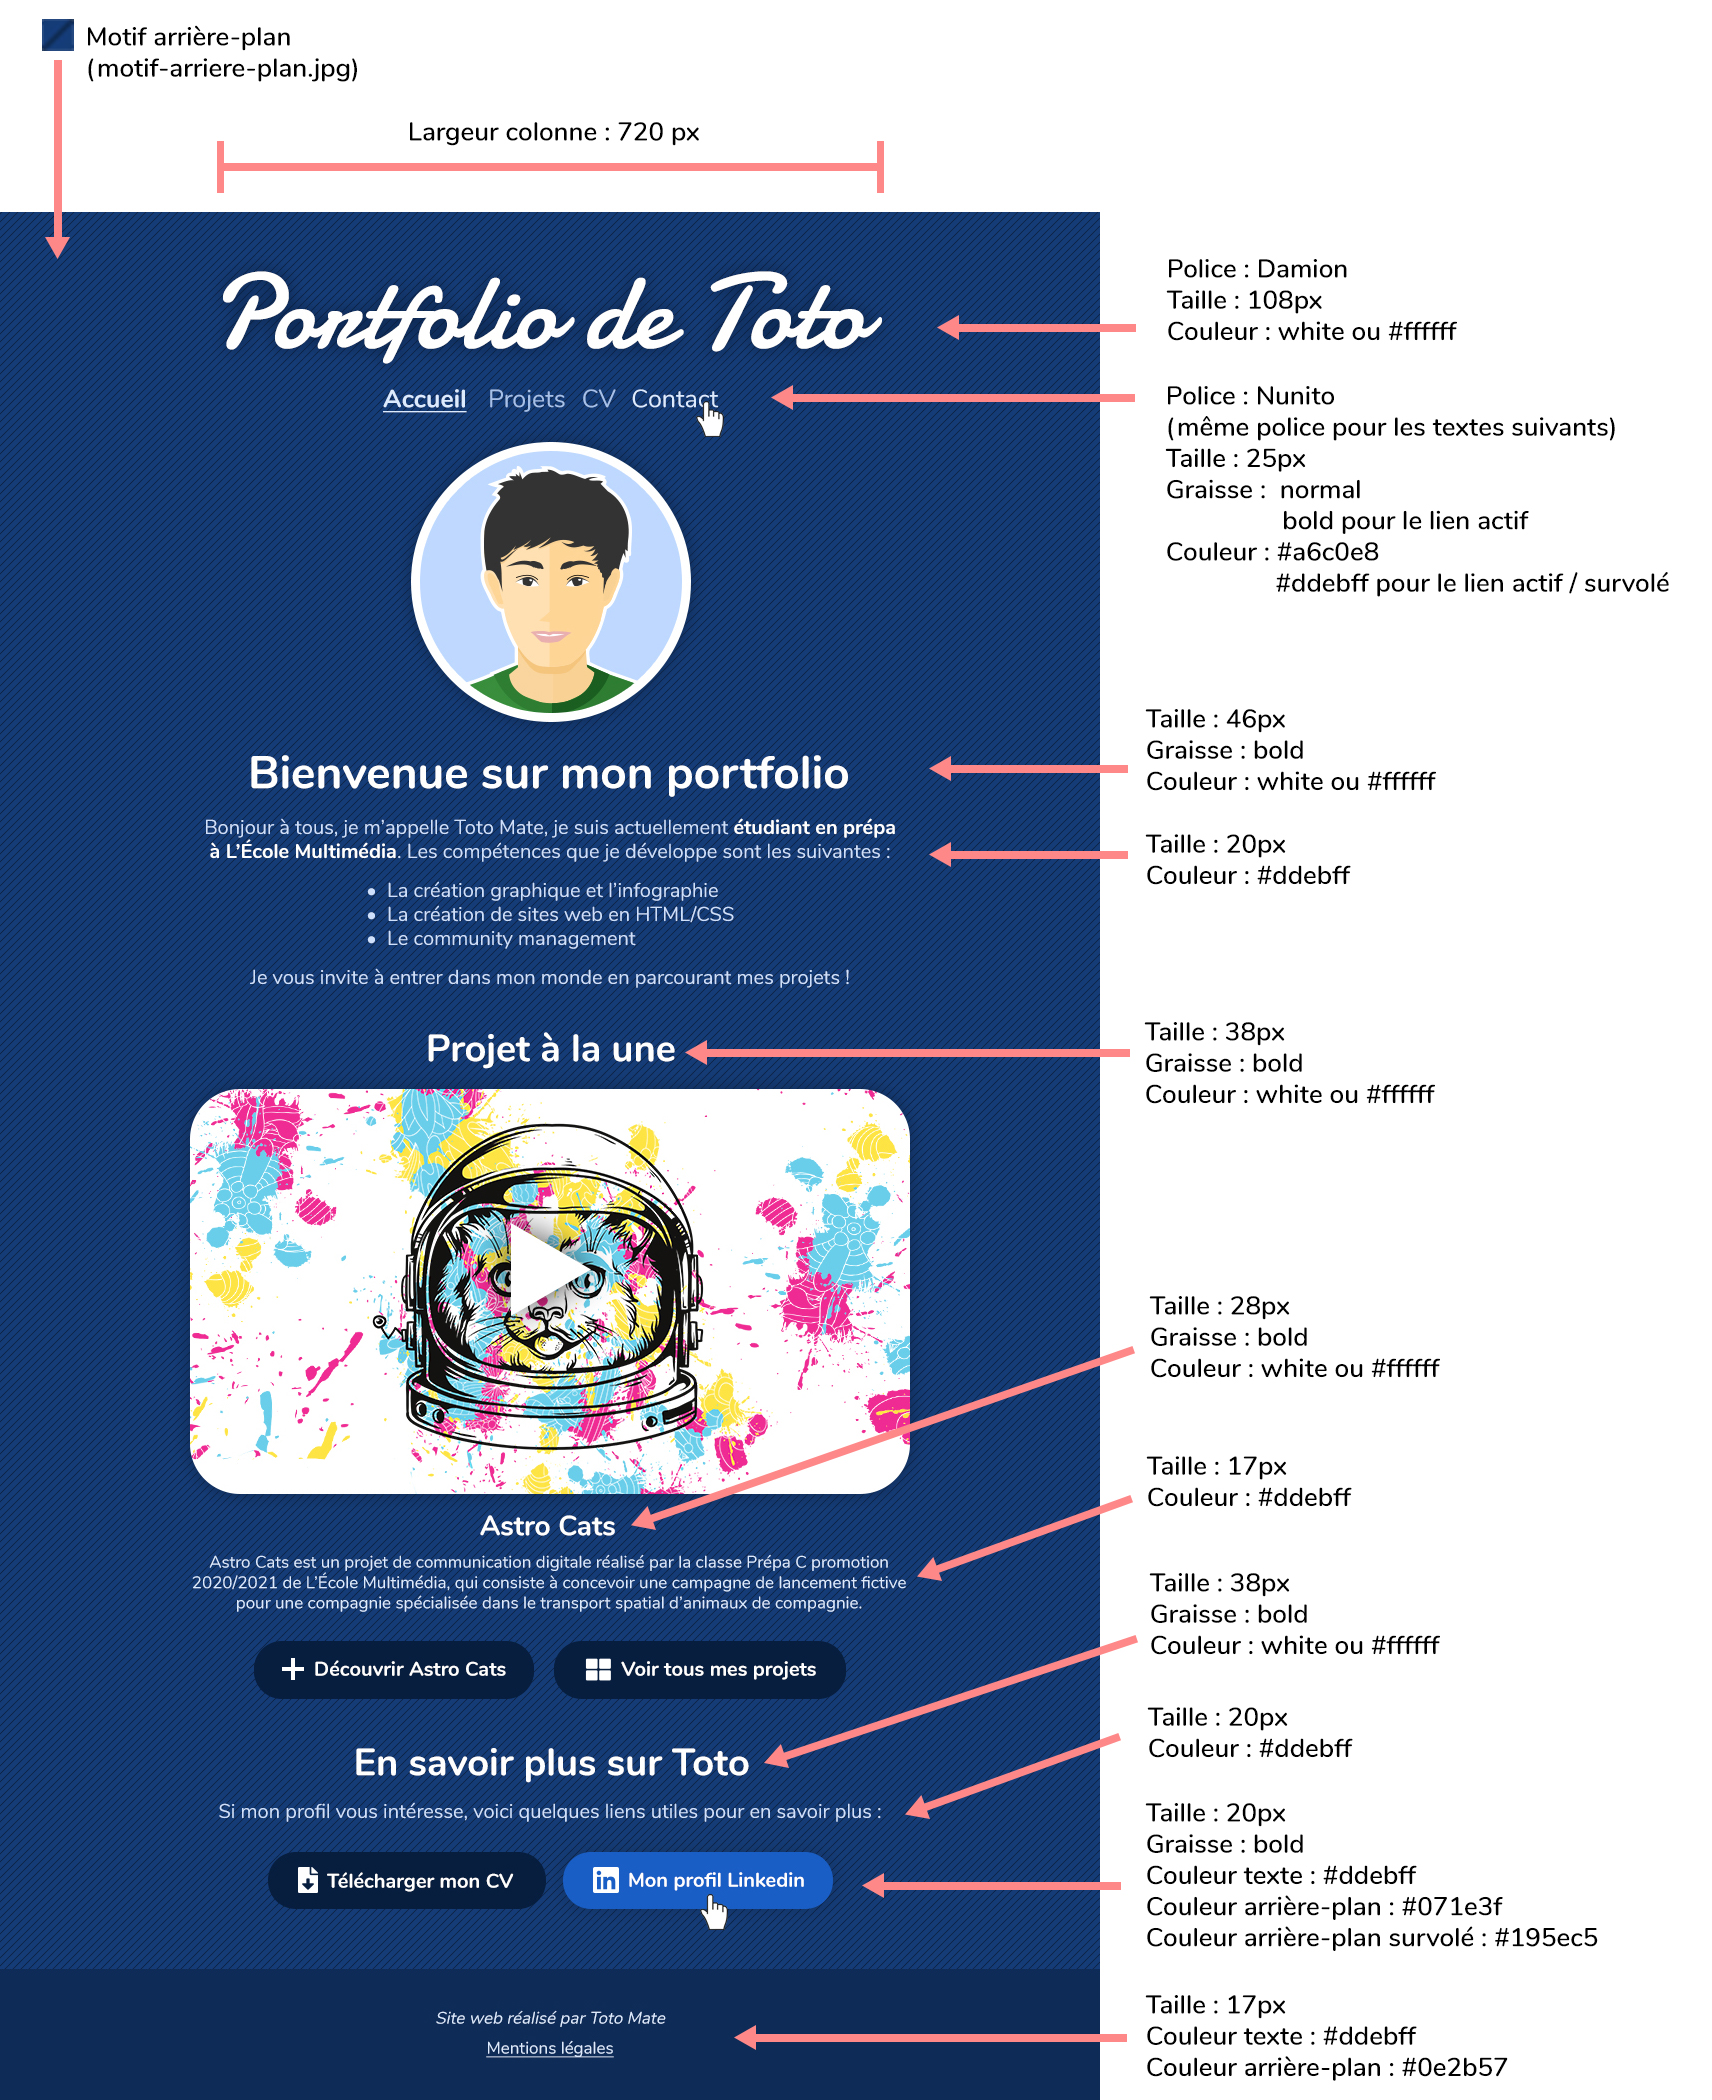 Motif arrière-plan
(motif-arriere-plan.jpg)
Largeur colonne : 720 px
Portfolio de Toto
Police : Damion
Taille : 108px
Couleur : white ou #ffffff
Accueil Projets CV Contact
Police : Nunito
(même police pour les textes suivants)
Taille : 25px
Graisse : normal
bold pour le lien actif
Couleur : #a6c0e8
#ddebff pour le lien actif / survolé
Bienvenue sur mon portfolio
Taille : 46px
Graisse : bold
Couleur : white ou #ffffff
Bonjour à tous, je m’appelle Toto Mate, je suis actuellement étudiant en prépa
à L’École Multimédia. Les compétences que je développe sont les suivantes :
Taille : 20px
Couleur : #ddebff
• La création graphique et l’infographie
• La création de sites web en HTML/CSS
• Le community management
Je vous invite à entrer dans mon monde en parcourant mes projets !
Projet à la une
Taille : 38px
Graisse : bold
Couleur : white ou #ffffff
Astro Cats
Taille : 28px
Graisse : bold
Couleur : white ou #ffffff
Astro Cats est un projet de communication digitale réalisé par la classe Prépa C promotion
2020/2021 de L’École Multimédia, qui consiste à concevoir une campagne de lancement fictive
pour une compagnie spécialisée dans le transport spatial d’animaux de compagnie.
Taille : 17px
Couleur : #ddebff
Découvrir Astro Cats
Voir tous mes projets
En savoir plus sur Toto
Taille : 38px
Graisse : bold
Couleur : white ou #ffffff
Si mon profil vous intéresse, voici quelques liens utiles pour en savoir plus :
Taille : 20px
Couleur : #ddebff
Télécharger mon CV
in Mon profil Linkedin
Taille : 20px
Graisse : bold
Couleur texte : #ddebff
Couleur arrière-plan : #071e3f
Couleur arrière-plan survolé : #195ec5
Site web réalisé par Toto Mate
Mentions légales
Taille : 17px
Couleur texte : #ddebff
Couleur arrière-plan : #0e2b57